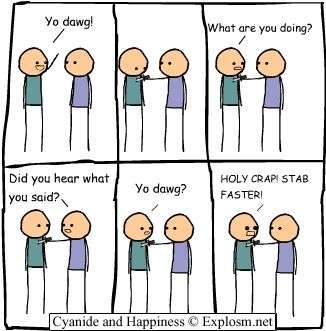 Yo dawg!
What are you doing?
Did you hear what
you said?
Yo dawg?
HOLY CRAP! STAB
FASTER!
Cyanide and Happiness © Explosm.net